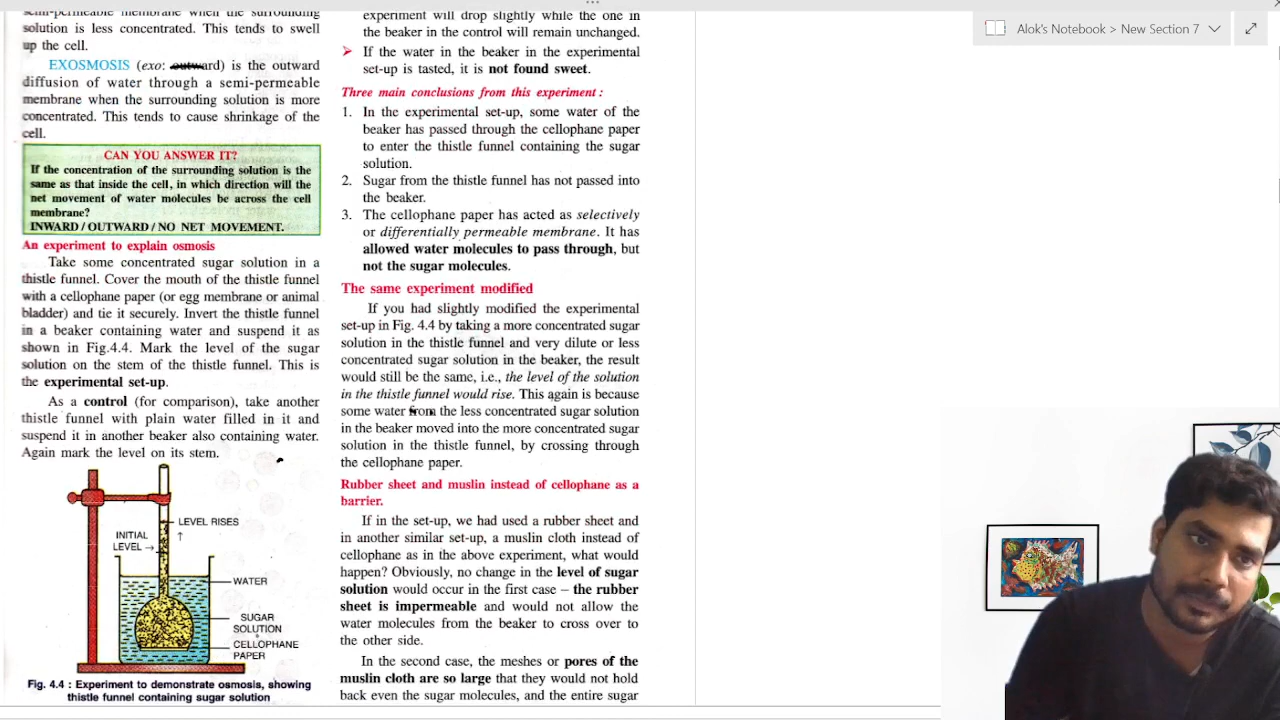 semi-permeable membrane when the surrounding
solution is less concentrated. This tends to swell
up the cell.
EXOSMOSIS (exo: outward) is the outward
diffusion of water through a semi-permeable
membrane when the surrounding solution is more
concentrated. This tends to cause shrinkage of the
cell.
CAN YOU ANSWER IT?
If the concentration of the surrounding solution is the
same as that inside the cell, in which direction will the
net movement of water molecules be across the cell
membrane?
INWARD / OUTWARD / NO NET MOVEMENT.
An experiment to explain osmosis
Take some concentrated sugar solution in a
thistle funnel. Cover the mouth of the thistle funnel
with a cellophane paper (or egg membrane or animal
bladder) and tie it securely. Invert the thistle funnel
in a beaker containing water and suspend it as
shown in Fig.4.4. Mark the level of the sugar
solution on the stem of the thistle funnel. This is
the experimental set-up.
As a control (for comparison), take another
thistle funnel with plain water filled in it and
suspend it in another beaker also containing water.
Again mark the level on its stem.
LEVEL RISES
↑
INITIAL
LEVEL →
WATER
SUGAR
SOLUTION
CELLOPHANE
PAPER
Fig. 4.4 : Experiment to demonstrate osmosis, showing
thistle funnel containing sugar solution
experiment will drop slightly while the one in
the beaker in the control will remain unchanged.
➢ If the water in the beaker in the experimental
set-up is tasted, it is not found sweet.
Three main conclusions from this experiment :
1. In the experimental set-up, some water of the
beaker has passed through the cellophane paper
to enter the thistle funnel containing the sugar
solution.
2. Sugar from the thistle funnel has not passed into
the beaker.
3. The cellophane paper has acted as selectively
or differentially permeable membrane. It has
allowed water molecules to pass through, but
not the sugar molecules.
The same experiment modified
If you had slightly modified the experimental
set-up in Fig. 4.4 by taking a more concentrated sugar
solution in the thistle funnel and very dilute or less
concentrated sugar solution in the beaker, the result
would still be the same, i.e., the level of the solution
in the thistle funnel would rise. This again is because
some water from the less concentrated sugar solution
in the beaker moved into the more concentrated sugar
solution in the thistle funnel, by crossing through
the cellophane paper.
Rubber sheet and muslin instead of cellophane as a
barrier.
If in the set-up, we had used a rubber sheet and
in another similar set-up, a muslin cloth instead of
cellophane as in the above experiment, what would
happen? Obviously, no change in the level of sugar
solution would occur in the first case – the rubber
sheet is impermeable and would not allow the
water molecules from the beaker to cross over to
the other side.
In the second case, the meshes or pores of the
muslin cloth are so large that they would not hold
back even the sugar molecules, and the entire sugar
Alok's Notebook > New Section 7